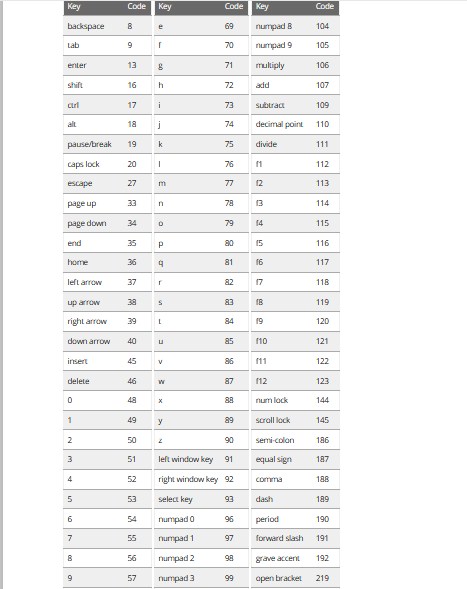 Key Code Key Code Key Code
backspace 8 e 69 numpad 8 104
tab 9 f 70 numpad 9 105
enter 13 g 71 multiply 106
shift 16 h 72 add 107
ctrl 17 i 73 subtract 109
alt 18 j 74 decimal point 110
pause/break 19 k 75 divide 111
caps lock 20 l 76 f1 112
escape 27 m 77 f2 113
page up 33 n 78 f3 114
page down 34 o 79 f4 115
end 35 p 80 f5 116
home 36 q 81 f6 117
left arrow 37 r 82 f7 118
up arrow 38 s 83 f8 119
right arrow 39 t 84 f9 120
down arrow 40 u 85 f10 121
insert 45 v 86 f11 122
delete 46 w 87 f12 123
0 48 x 88 num lock 144
1 49 y 89 scroll lock 145
2 50 z 90 semi-colon 186
3 51 left window key 91 equal sign 187
4 52 right window key 92 comma 188
5 53 select key 93 dash 189
6 54 numpad 0 96 period 190
7 55 numpad 1 97 forward slash 191
8 56 numpad 2 98 grave accent 192
9 57 numpad 3 99 open bracket 219